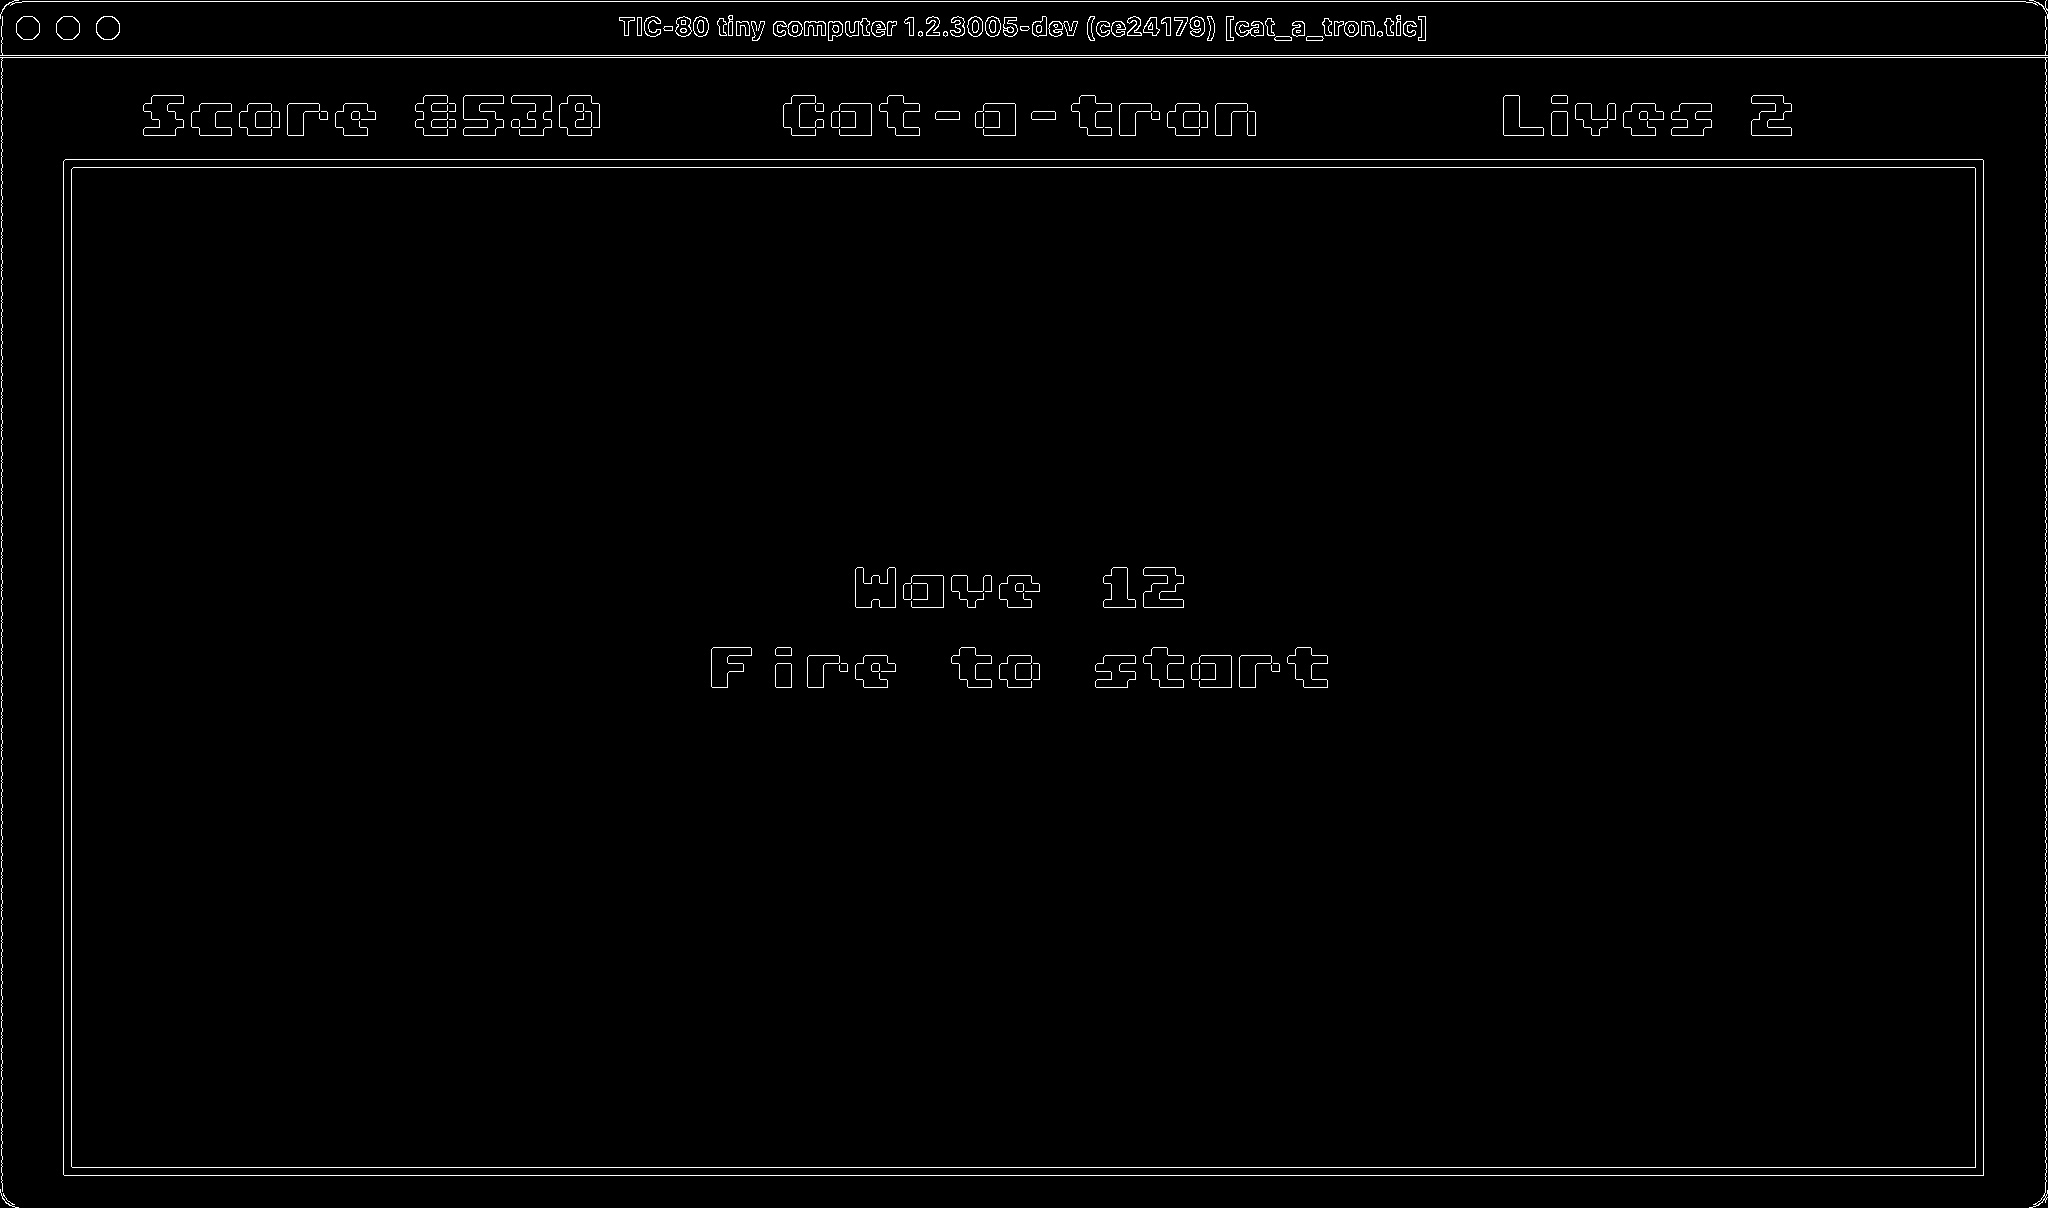 TIC-80 tiny computer 1.2.3005-dev (ce24179) [cat_a_tron.tic]
Score 8530 Cat-a-tron Lives 2
Wave 12
Fire to start